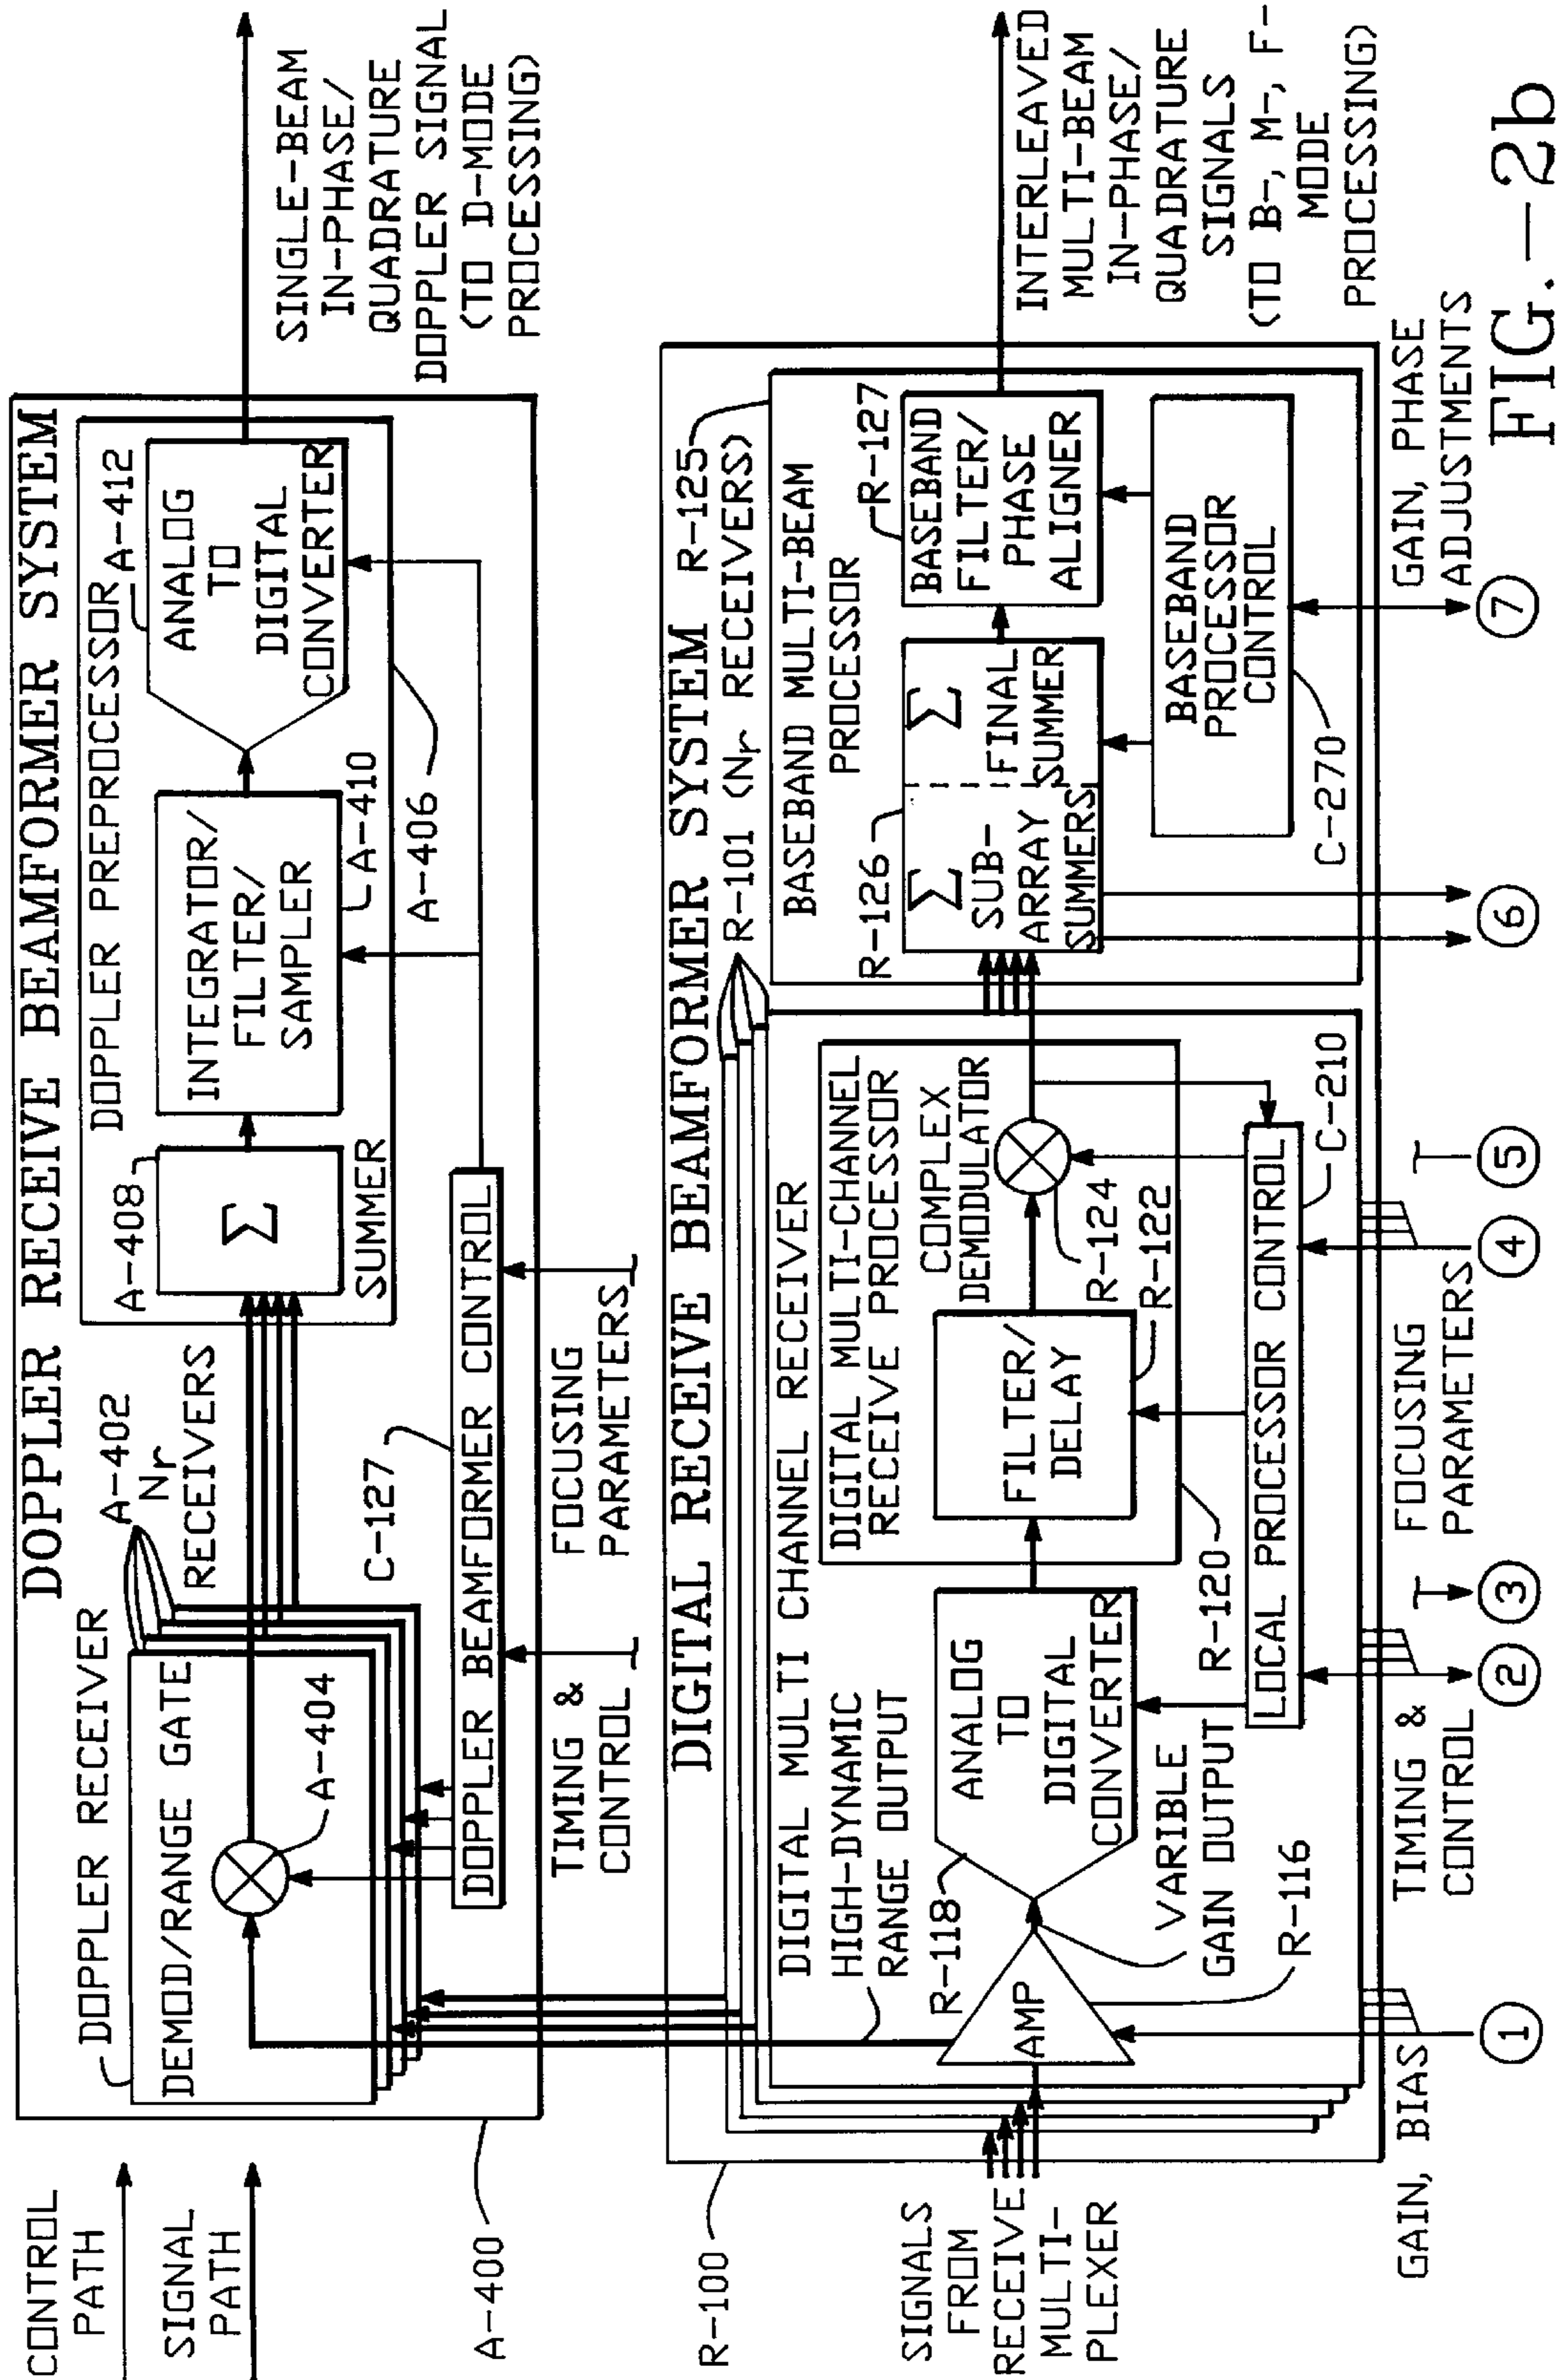 CONTROL
PATH
SIGNAL
PATH
DOPPLER RECEIVE BEAMFORMER SYSTEM
A-400
DOPPLER RECEIVER
DEMOD/RANGE GATE
A-404
A-402
Nr
RECEIVERS
C-127
DOPPLER BEAMFORMER CONTROL
TIMING &
CONTROL
FOCUSING
PARAMETERS
DOPPLER PREPROCESSOR
A-408
Σ
SUMMER
INTEGRATOR/
FILTER/
SAMPLER
A-410
A-406
A-412
ANALOG
TO
DIGITAL
CONVERTER
SINGLE-BEAM
IN-PHASE/
QUADRATURE
DOPPLER SIGNAL
(TO D-MODE
PROCESSING)
DIGITAL RECEIVE BEAMFORMER SYSTEM
R-100
R-101 (Nr RECEIVERS)
SIGNALS
FROM
RECEIVE
MULTI-
PLEXER
DIGITAL MULTI CHANNEL RECEIVER
HIGH-DYNAMIC
RANGE OUTPUT
R-118
AMP
R-116
VARIBLE
GAIN OUTPUT
ANALOG
TO
DIGITAL
CONVERTER
R-120
DIGITAL MULTI-CHANNEL
RECEIVE PROCESSOR
FILTER/
DELAY
R-122
COMPLEX
DEMODULATOR
R-124
LOCAL PROCESSOR CONTROL
C-210
R-125
BASEBAND MULTI-BEAM
PROCESSOR
R-126
Σ
SUB-
ARRAY
SUMMERS
Σ
FINAL
SUMMER
R-127
BASEBAND
FILTER/
PHASE
ALIGNER
BASEBAND
PROCESSOR
CONTROL
C-270
INTERLEAVED
MULTI-BEAM
IN-PHASE/
QUADRATURE
SIGNALS
(TO B-, M-, F-
MODE
PROCESSING)
GAIN, BIAS
1
TIMING &
CONTROL
2
3
FOCUSING
PARAMETERS
4
5
6
7
GAIN, PHASE
ADJUSTMENTS
FIG.-2b